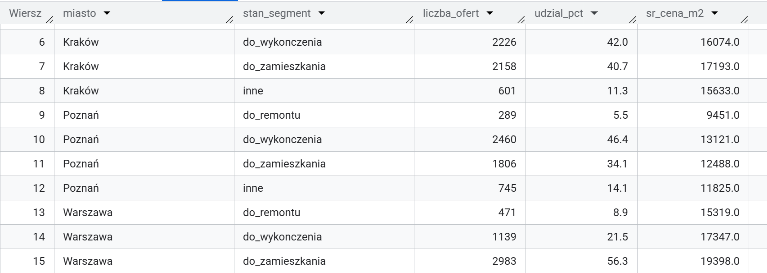 Wiersz miasto stan_segment liczba_ofert udzial_pct sr_cena_m2
6 Kraków do_wykonczenia 2226 42.0 16074.0
7 Kraków do_zamieszkania 2158 40.7 17193.0
8 Kraków inne 601 11.3 15633.0
9 Poznań do_remontu 289 5.5 9451.0
10 Poznań do_wykonczenia 2460 46.4 13121.0
11 Poznań do_zamieszkania 1806 34.1 12488.0
12 Poznań inne 745 14.1 11825.0
13 Warszawa do_remontu 471 8.9 15319.0
14 Warszawa do_wykonczenia 1139 21.5 17347.0
15 Warszawa do_zamieszkania 2983 56.3 19398.0